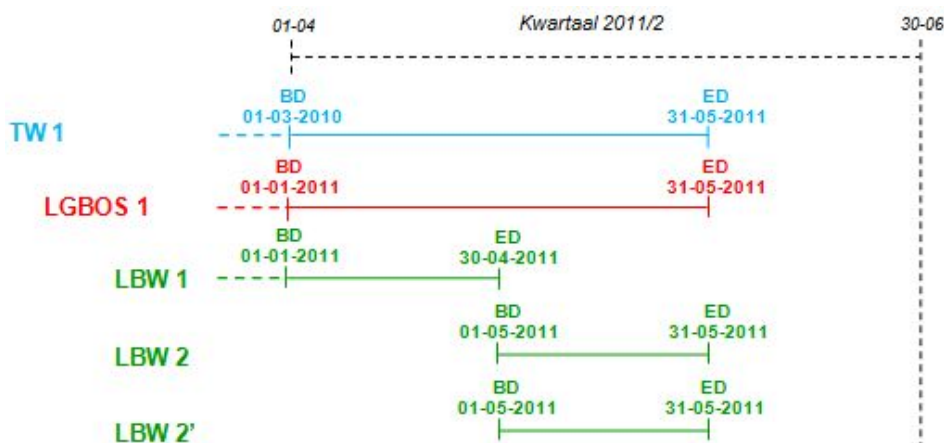 01-04 Kwartaal 2011/2 30-06
BD ED
01-03-2010 31-05-2011
TW 1
BD ED
01-01-2011 31-05-2011
LGBOS 1
BD ED
01-01-2011 30-04-2011
LBW 1
BD ED
01-05-2011 31-05-2011
LBW 2
BD ED
01-05-2011 31-05-2011
LBW 2’